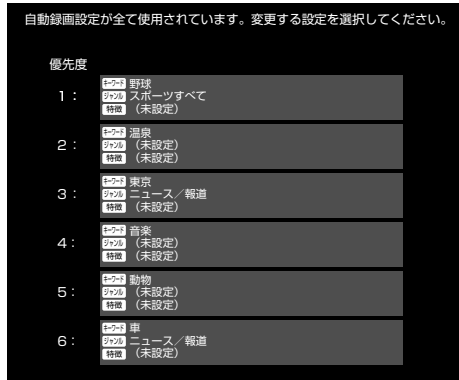 自動録画設定が全て使用されています。変更する設定を選択してください。
優先度
1：
キーワード 野球
ジャンル スポーツすべて
特徴 （未設定）
2：
キーワード 温泉
ジャンル （未設定）
特徴 （未設定）
3：
キーワード 東京
ジャンル ニュース／報道
特徴 （未設定）
4：
キーワード 音楽
ジャンル （未設定）
特徴 （未設定）
5：
キーワード 動物
ジャンル （未設定）
特徴 （未設定）
6：
キーワード 車
ジャンル ニュース／報道
特徴 （未設定）